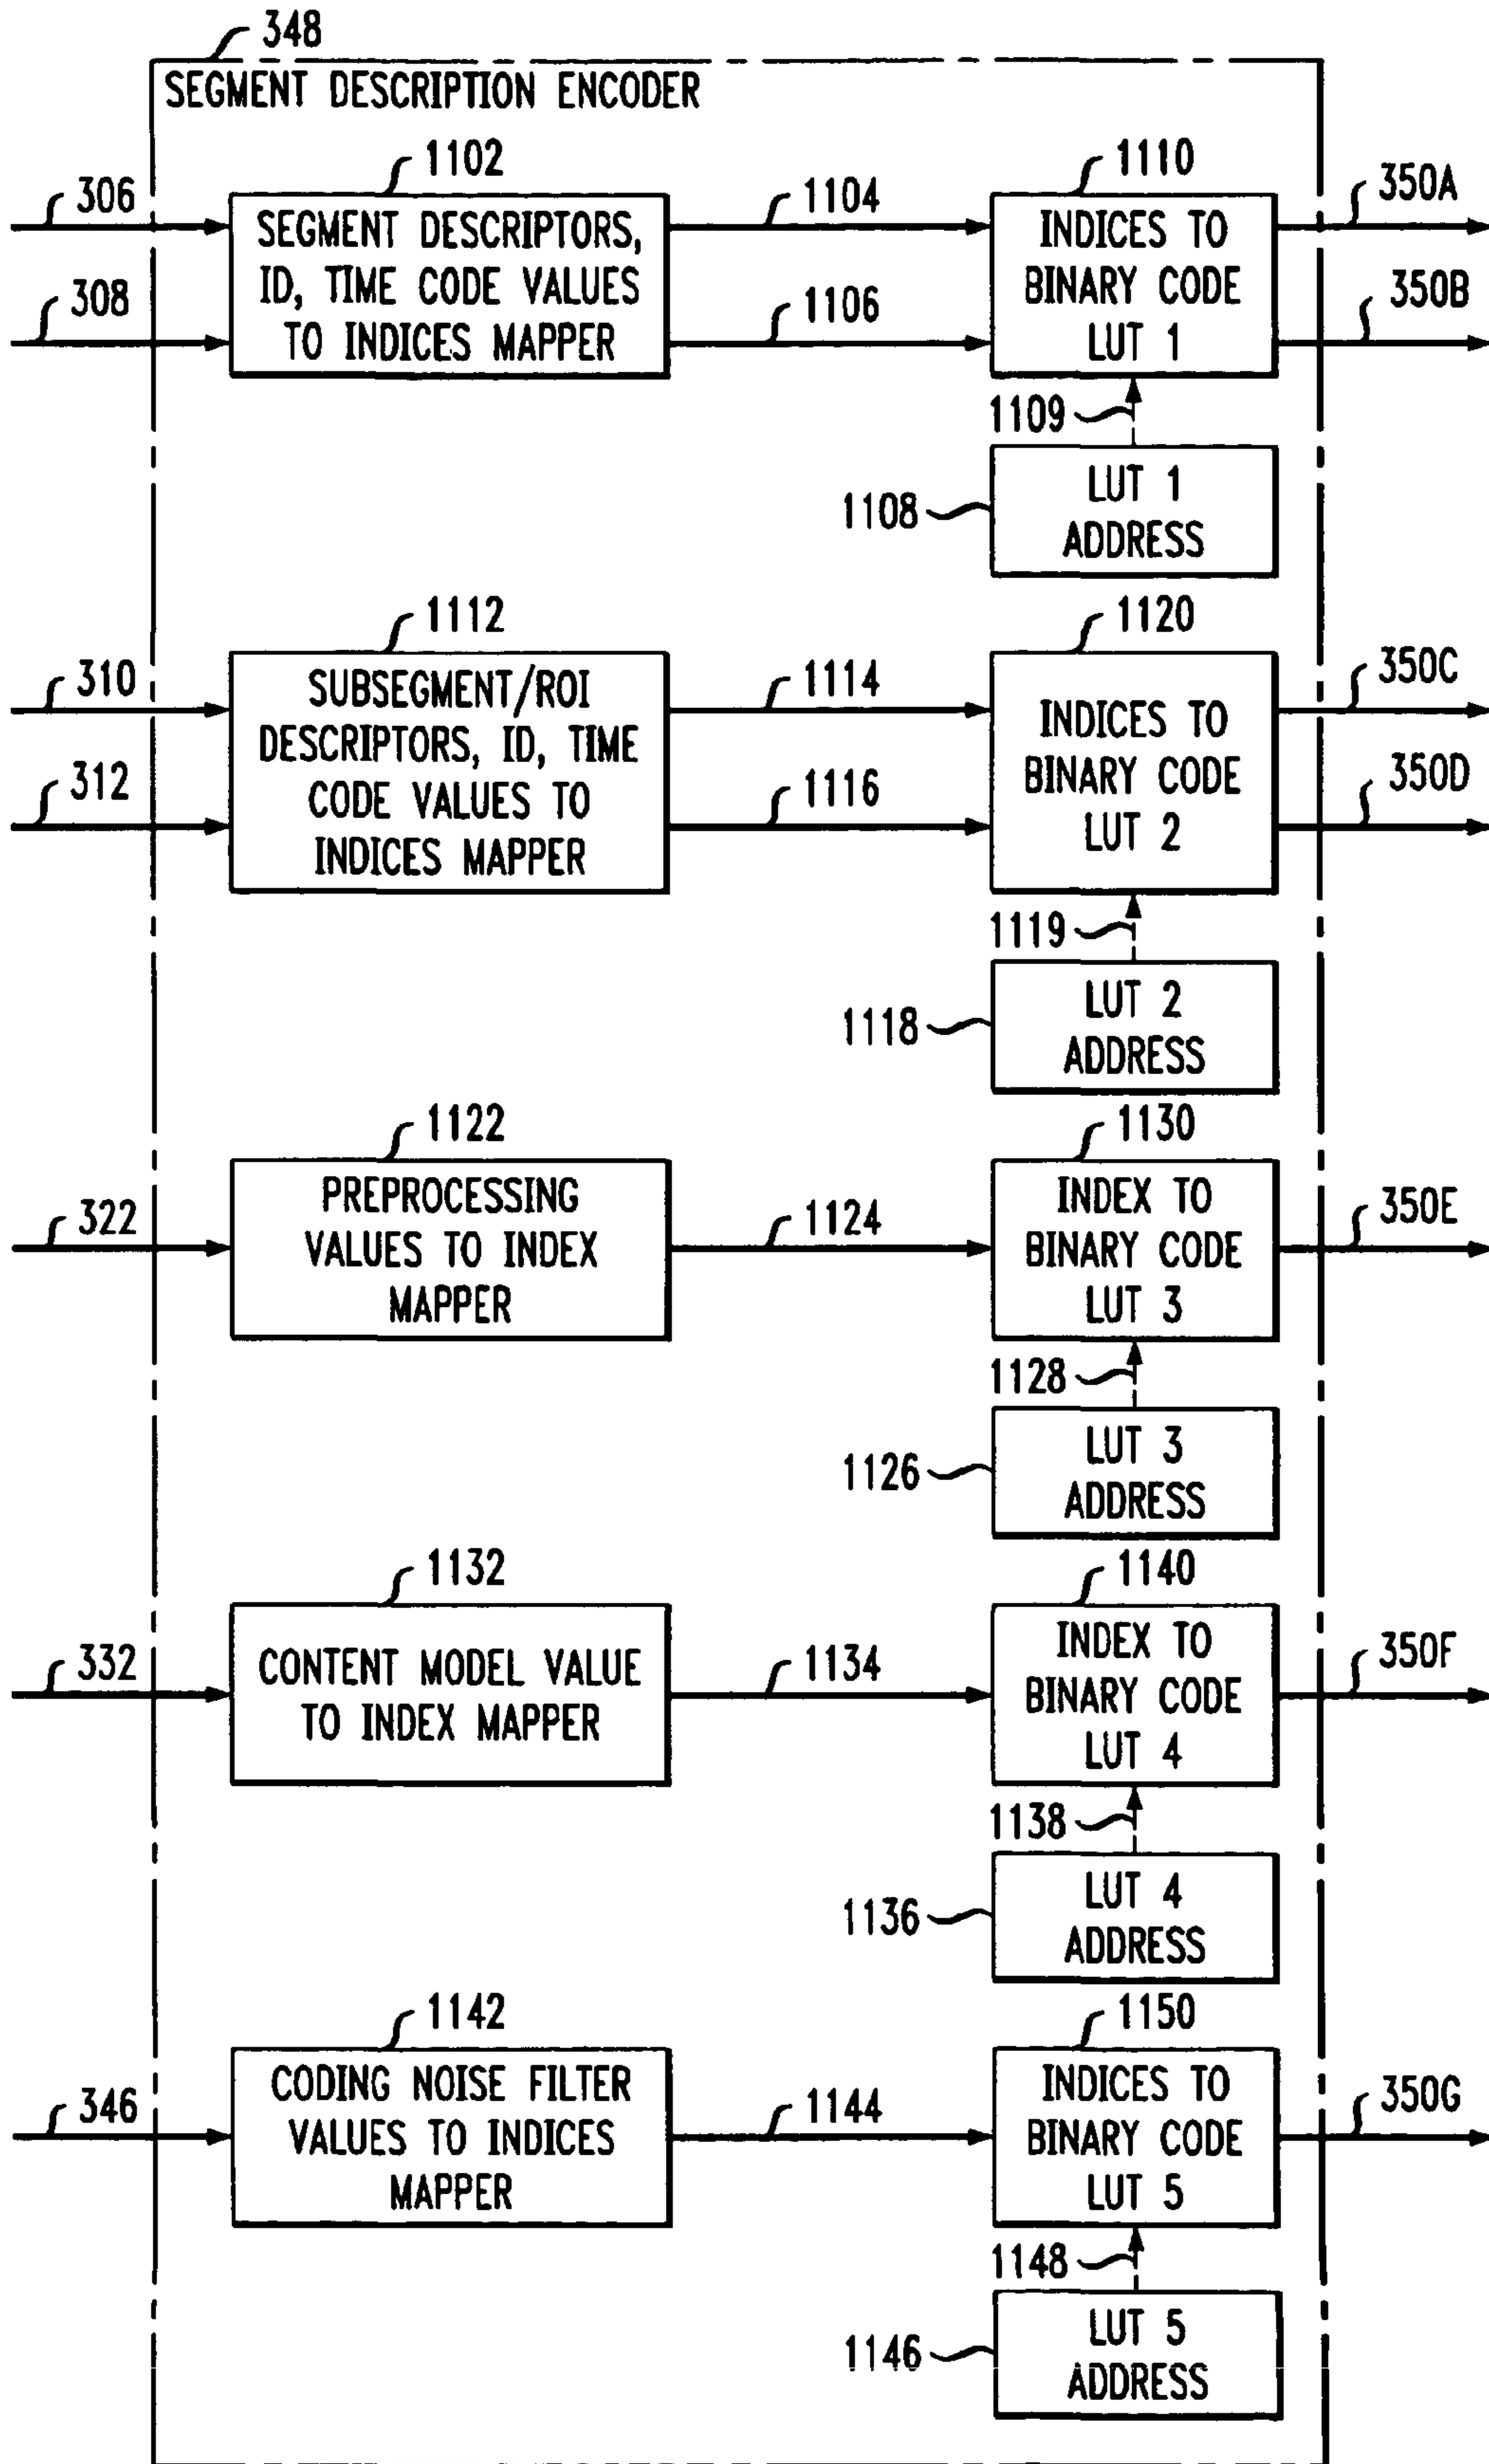 348
SEGMENT DESCRIPTION ENCODER
1102
1110
306
1104
350A
SEGMENT DESCRIPTORS,
ID, TIME CODE VALUES
TO INDICES MAPPER
INDICES TO
BINARY CODE
LUT 1
308
1106
350B
1109
LUT 1
ADDRESS
1108
1112
1120
310
1114
350C
SUBSEGMENT/ROI
DESCRIPTORS, ID, TIME
CODE VALUES TO
INDICES MAPPER
INDICES TO
BINARY CODE
LUT 2
312
1116
350D
1119
LUT 2
ADDRESS
1118
1122
1130
322
PREPROCESSING
VALUES TO INDEX
MAPPER
1124
INDEX TO
BINARY CODE
LUT 3
350E
1128
LUT 3
ADDRESS
1126
1132
1140
332
CONTENT MODEL VALUE
TO INDEX MAPPER
1134
INDEX TO
BINARY CODE
LUT 4
350F
1138
LUT 4
ADDRESS
1136
1142
1150
346
CODING NOISE FILTER
VALUES TO INDICES
MAPPER
1144
INDICES TO
BINARY CODE
LUT 5
350G
1148
LUT 5
ADDRESS
1146